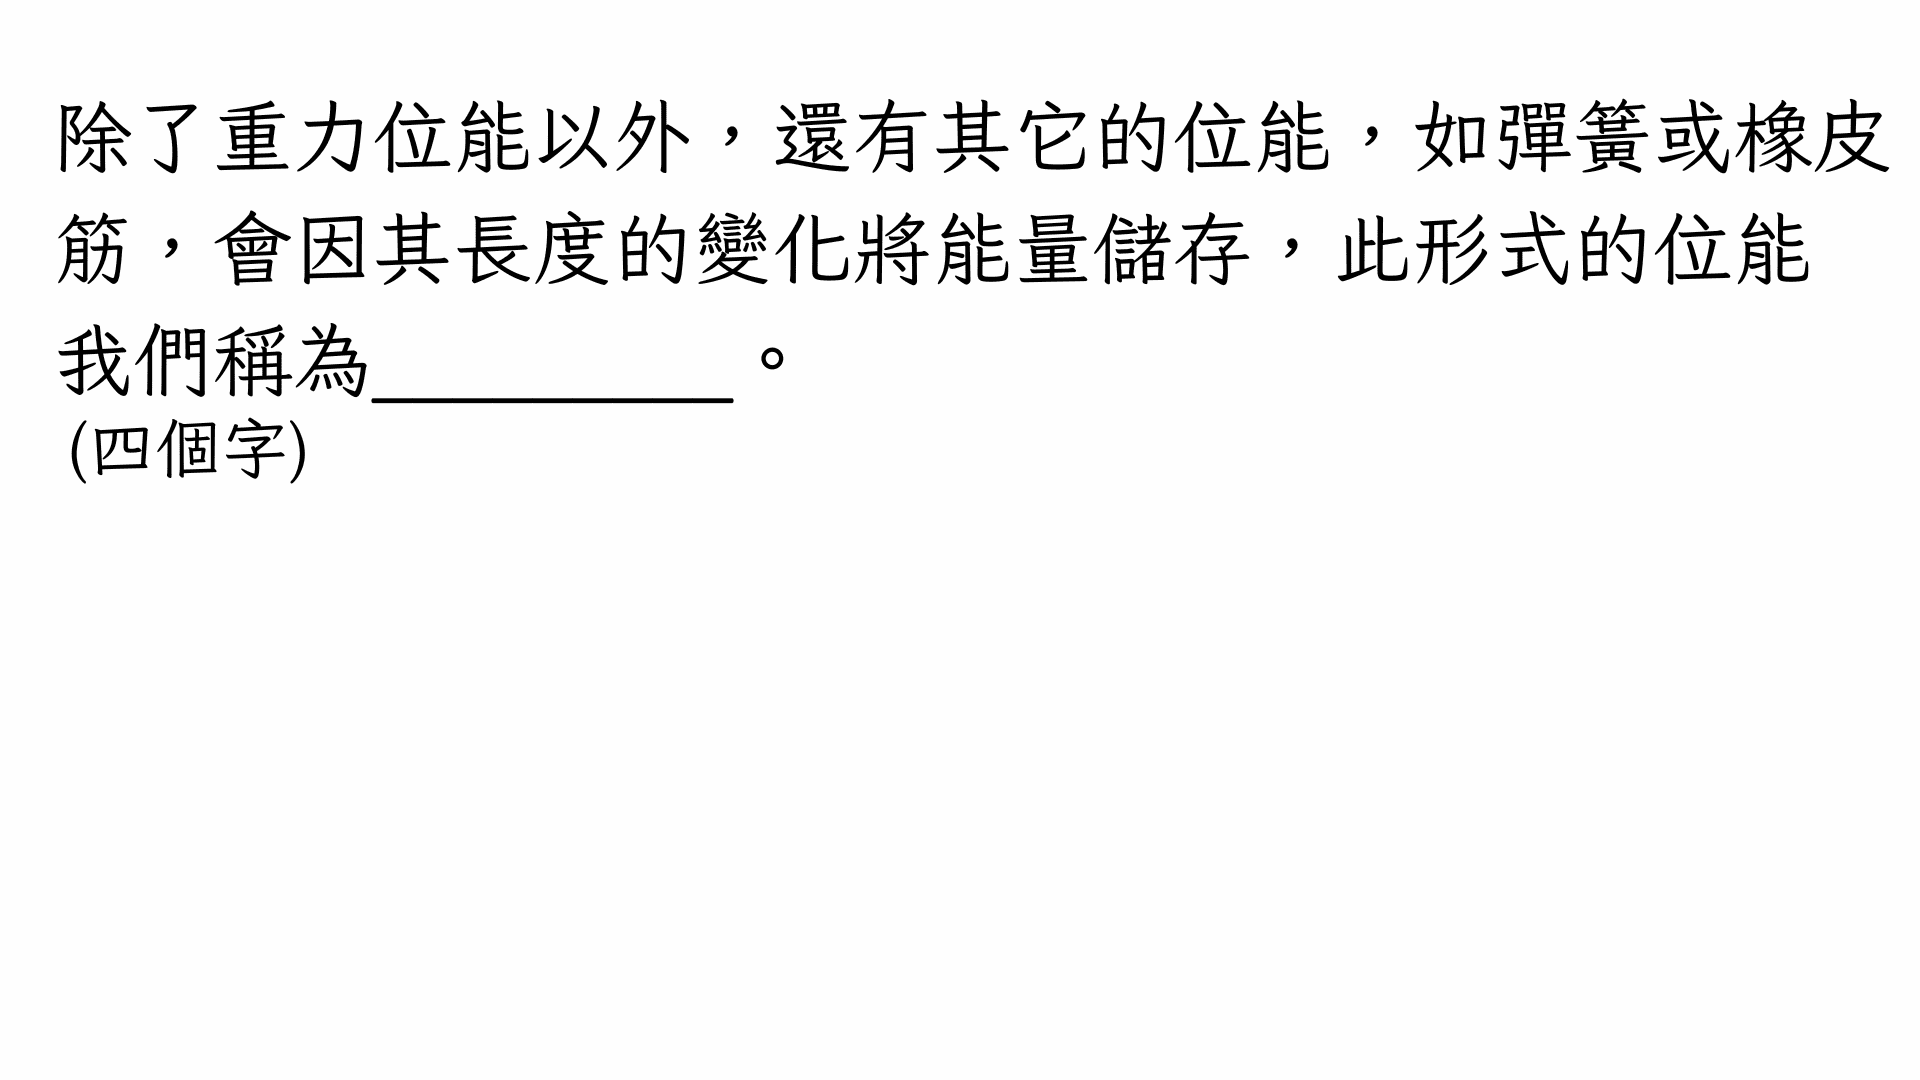 除了重力位能以外，還有其它的位能，如彈簧或橡皮
筋，會因其長度的變化將能量儲存，此形式的位能
我們稱為_________。
(四個字)